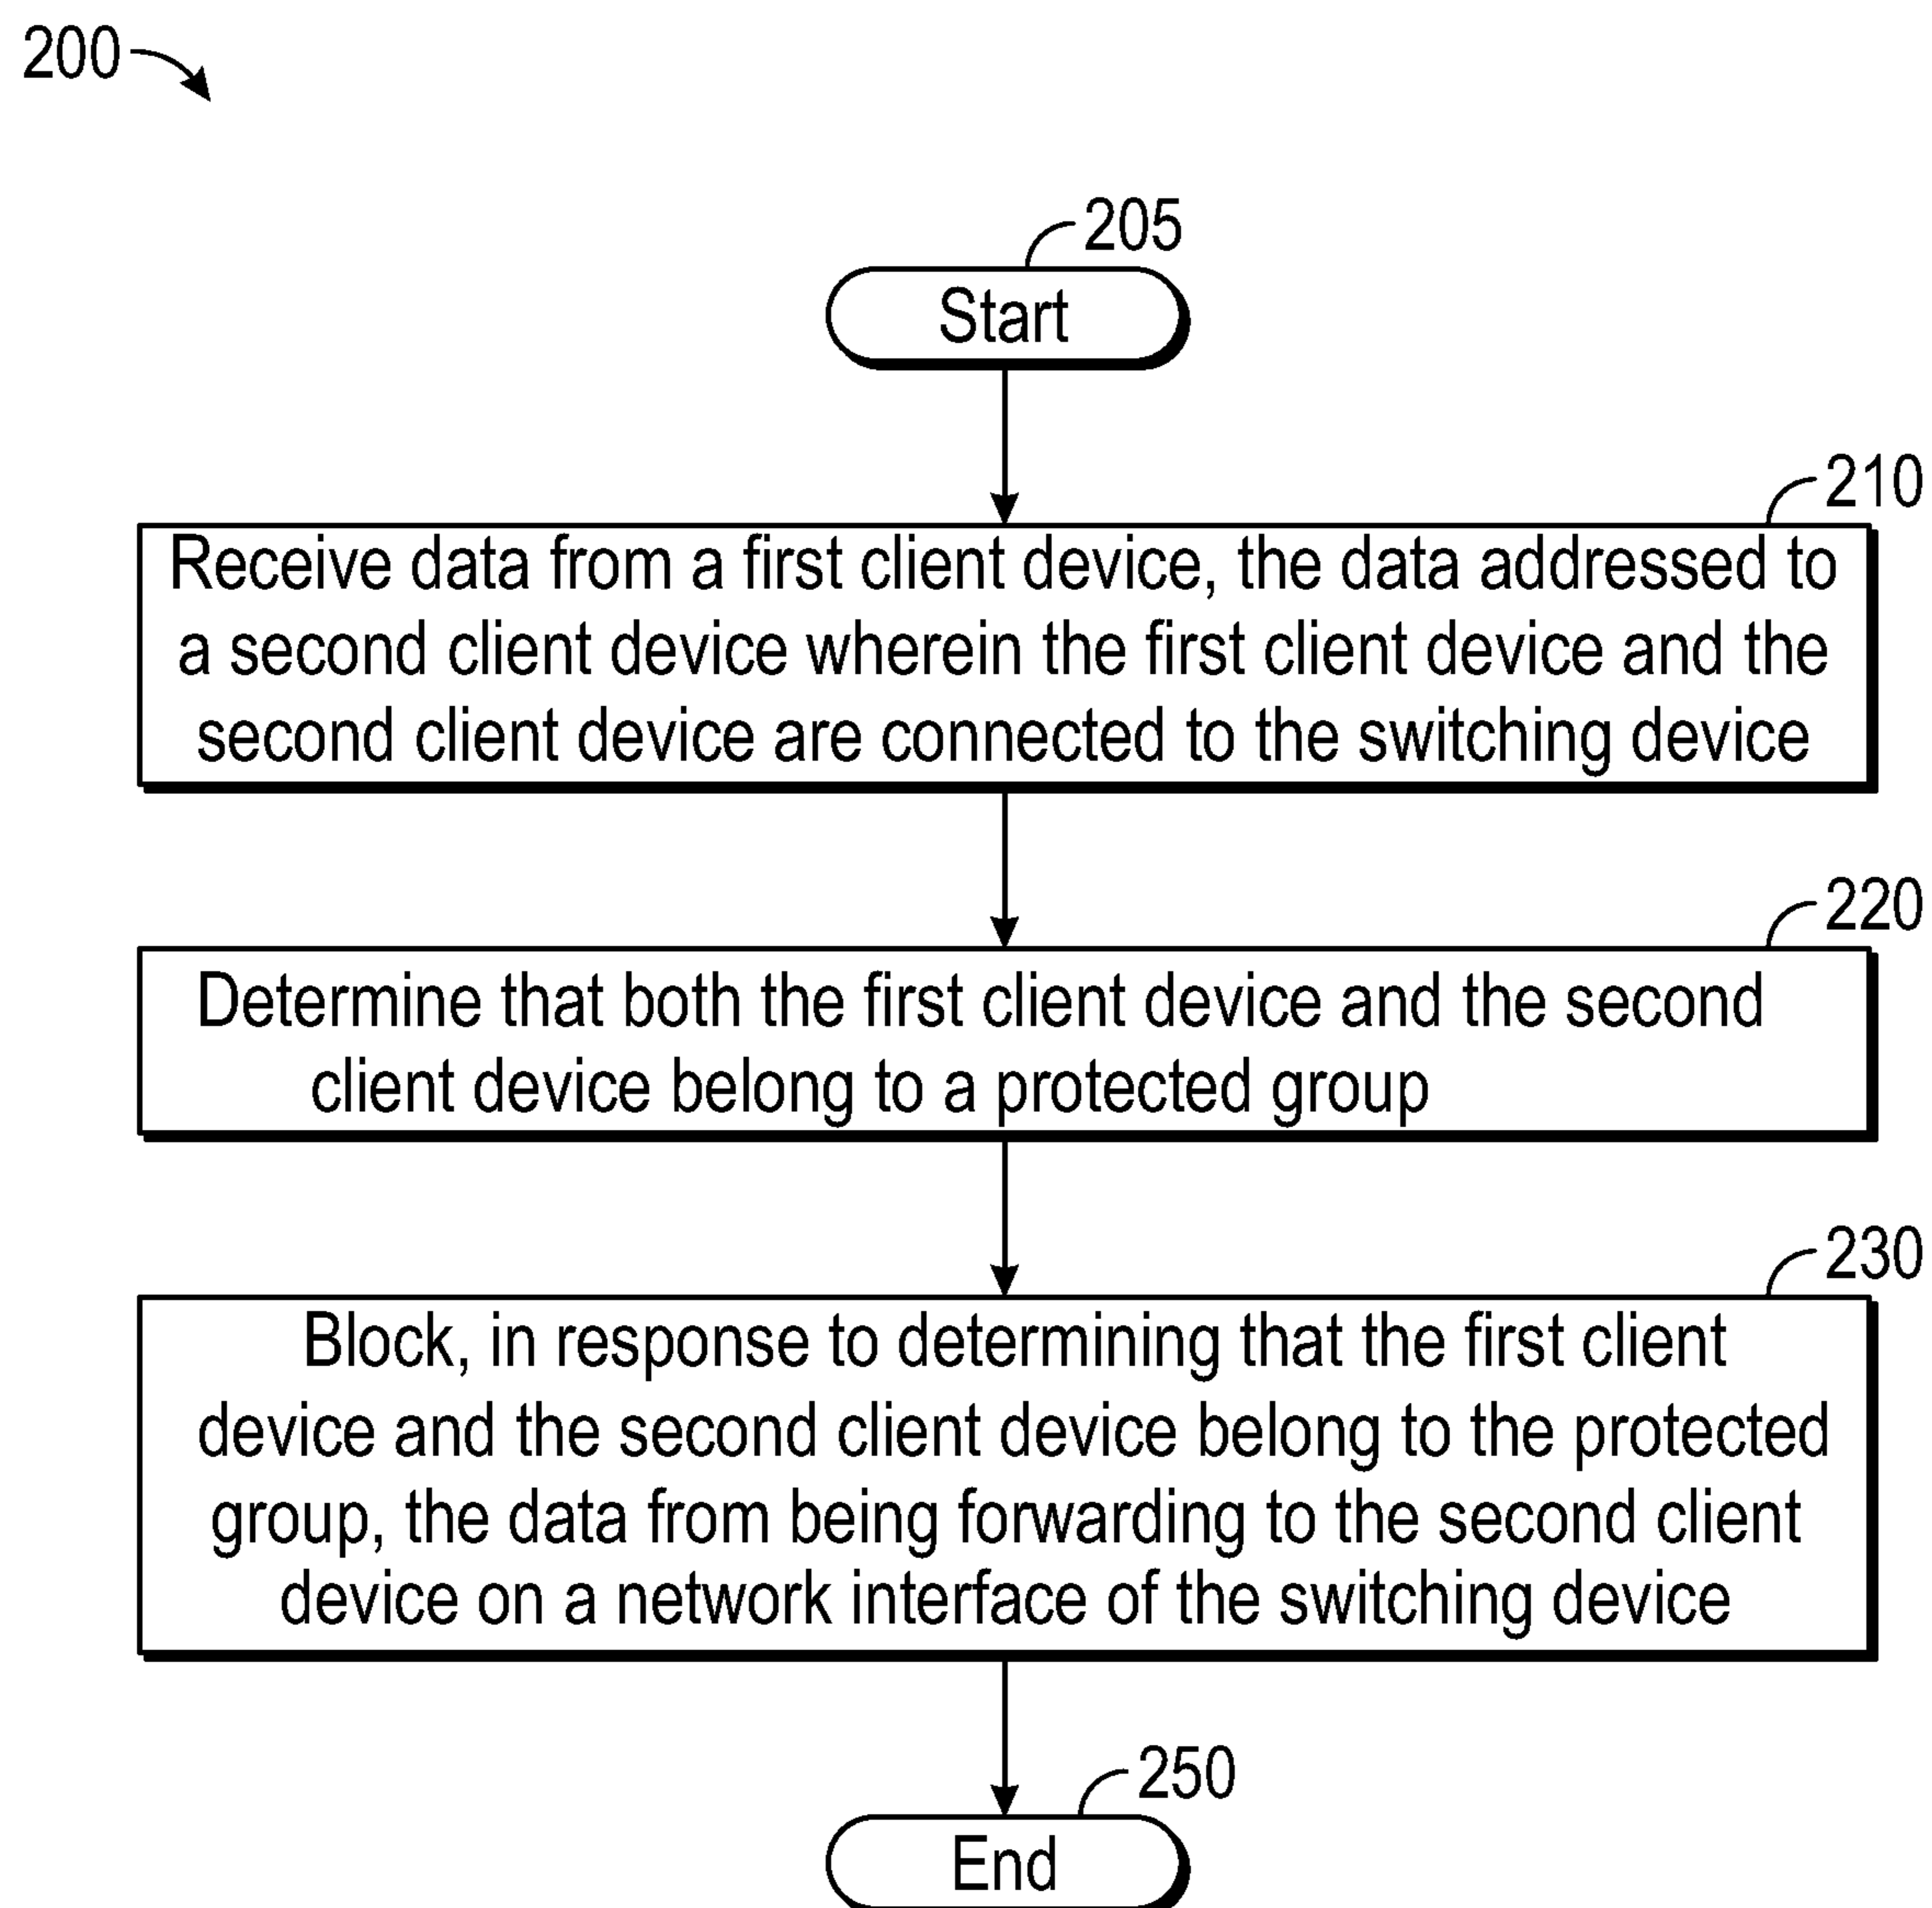 200
205
Start
210
Receive data from a first client device, the data addressed to
a second client device wherein the first client device and the
second client device are connected to the switching device
220
Determine that both the first client device and the second
client device belong to a protected group
230
Block, in response to determining that the first client
device and the second client device belong to the protected
group, the data from being forwarding to the second client
device on a network interface of the switching device
250
End